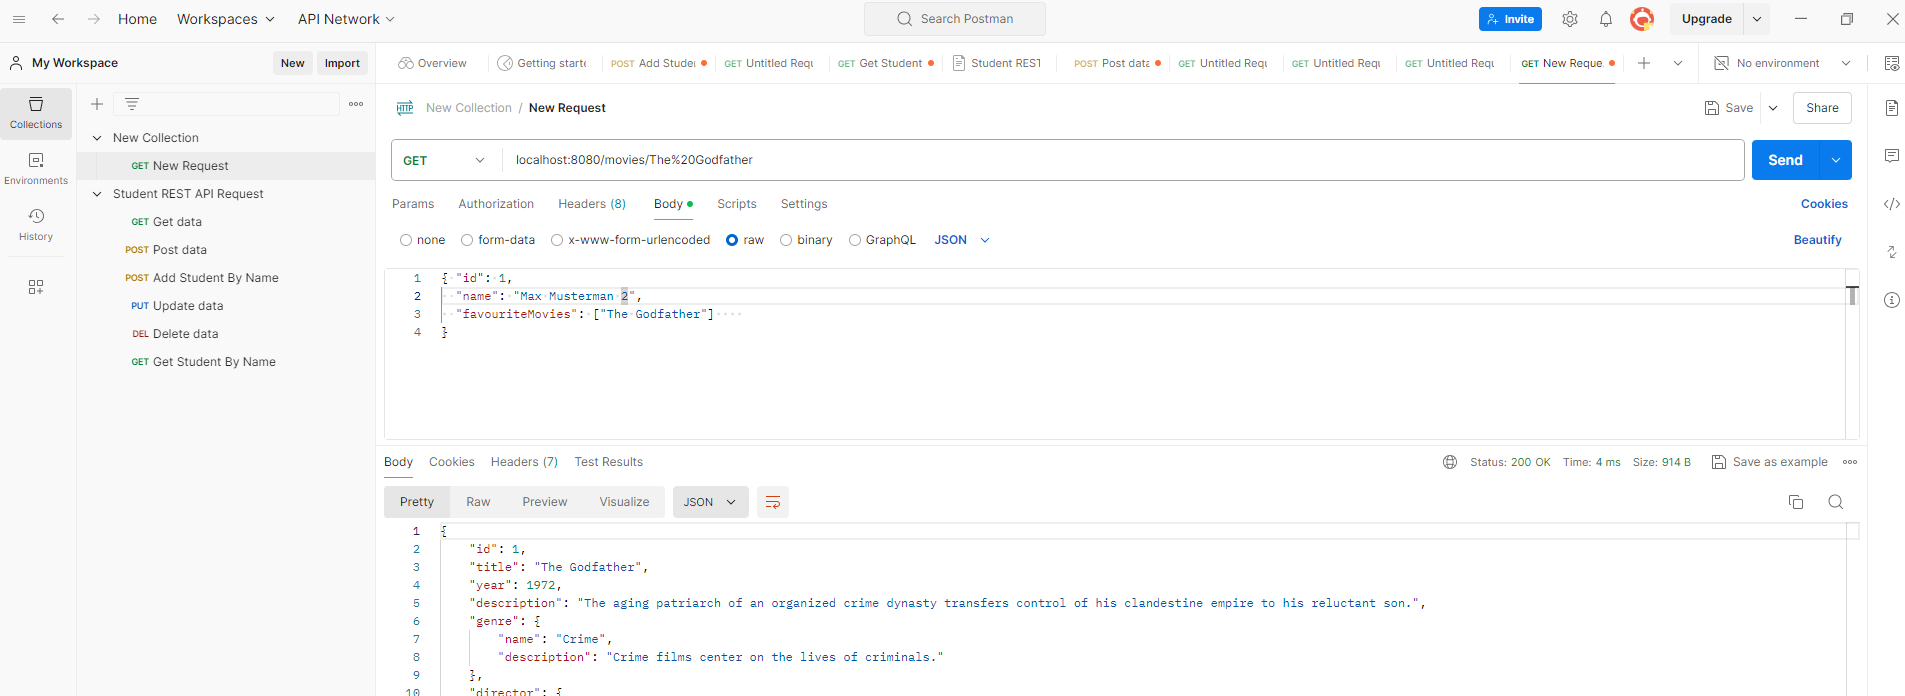 Home Workspaces API Network Search Postman Invite Upgrade
My Workspace New Import
Overview Getting starte POST Add Studen GET Untitled Requ GET Get Student Student REST POST Post data GET Untitled Requ GET Untitled Requ GET Untitled Requ GET New Reque No environment
Collections
Environments
History
New Collection
GET New Request
Student REST API Request
GET Get data
POST Post data
POST Add Student By Name
PUT Update data
DEL Delete data
GET Get Student By Name
HTTP New Collection / New Request Save Share
GET localhost:8080/movies/The%20Godfather Send
Params Authorization Headers (8) Body Scripts Settings Cookies
none form-data x-www-form-urlencoded raw binary GraphQL JSON Beautify
1 { "id": 1,
2 "name": "Max Musterman 2",
3 "favouriteMovies": ["The Godfather"]
4 }
Body Cookies Headers (7) Test Results Status: 200 OK Time: 4 ms Size: 914 B Save as example
Pretty Raw Preview Visualize JSON
1 {
2 "id": 1,
3 "title": "The Godfather",
4 "year": 1972,
5 "description": "The aging patriarch of an organized crime dynasty transfers control of his clandestine empire to his reluctant son.",
6 "genre": {
7 "name": "Crime",
8 "description": "Crime films center on the lives of criminals."
9 },
10 "director": {